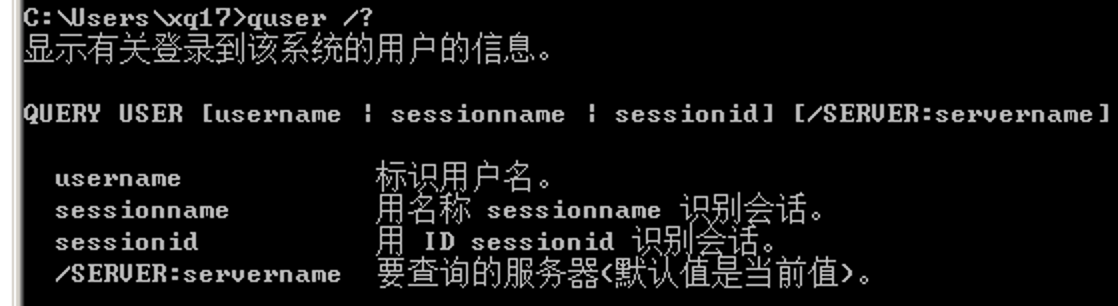 C:\Users\xq17>quser /?
显示有关登录到该系统的用户的信息。
QUERY USER [username | sessionname | sessionid] [/SERVER:servername]
username 标识用户名。
sessionname 用名称 sessionname 识别会话。
sessionid 用 ID sessionid 识别会话。
/SERVER:servername 要查询的服务器(默认值是当前值)。